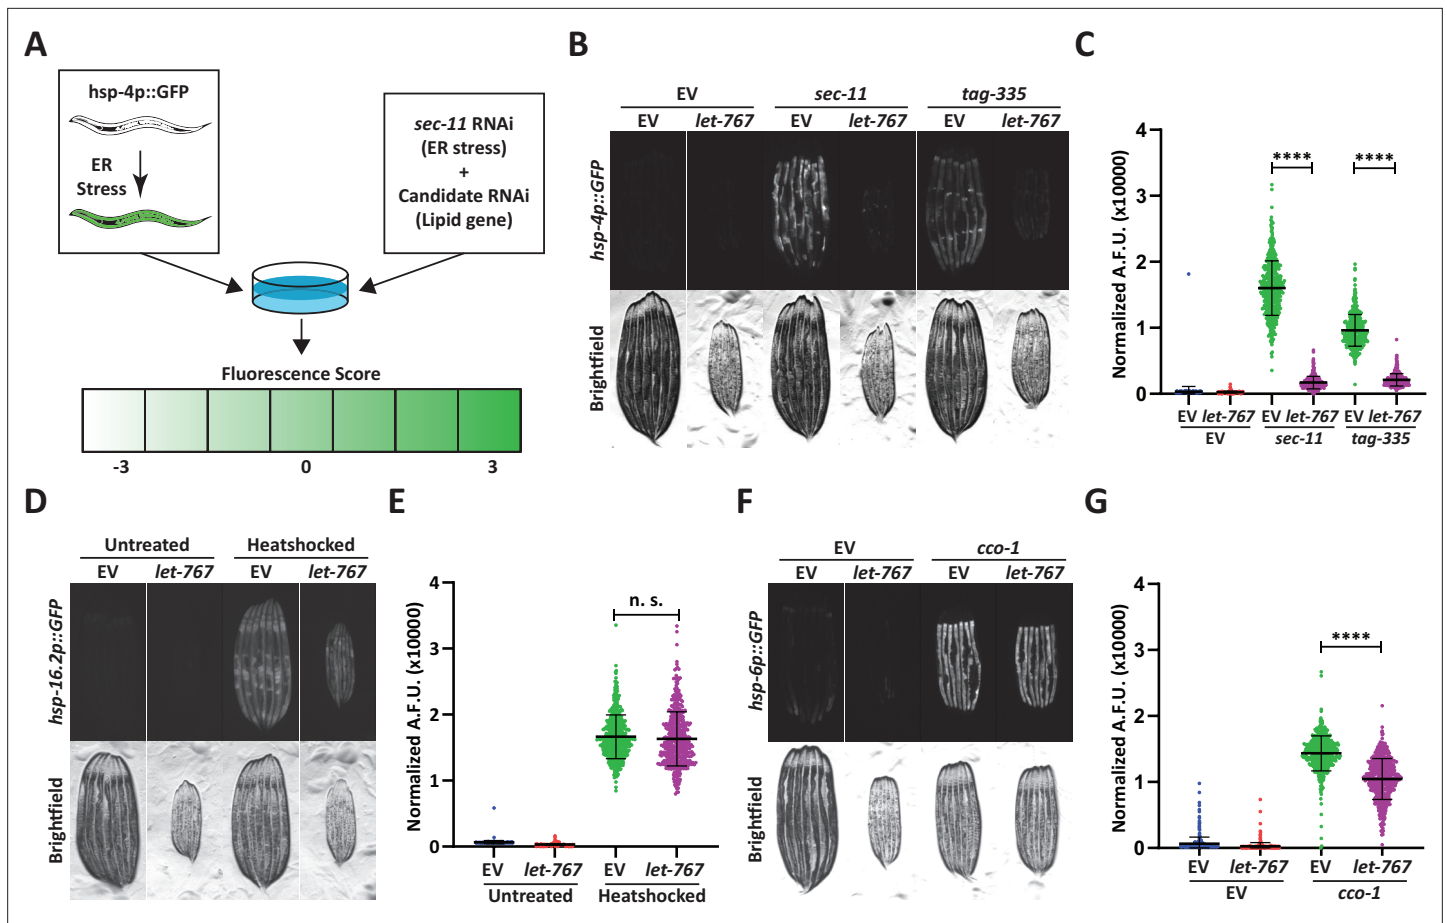 A
hsp-4p::GFP
ER
Stress
sec-11 RNAi
(ER stress)
+
Candidate RNAi
(Lipid gene)
Fluorescence Score
-3 0 3
B
EV sec-11 tag-335
EV let-767 EV let-767 EV let-767
hsp-4p::GFP
Brightfield
C
Normalized A.F.U. (x10000)
4
3
2
1
0
**** ****
EV let-767 EV let-767 EV let-767
EV sec-11 tag-335
D
Untreated Heatshocked
EV let-767 EV let-767
hsp-16.2p::GFP
Brightfield
E
Normalized A.F.U. (x10000)
4
3
2
1
0
n. s.
EV let-767 EV let-767
Untreated Heatshocked
F
EV cco-1
EV let-767 EV let-767
hsp-6p::GFP
Brightfield
G
Normalized A.F.U. (x10000)
4
3
2
1
0
****
EV let-767 EV let-767
EV cco-1